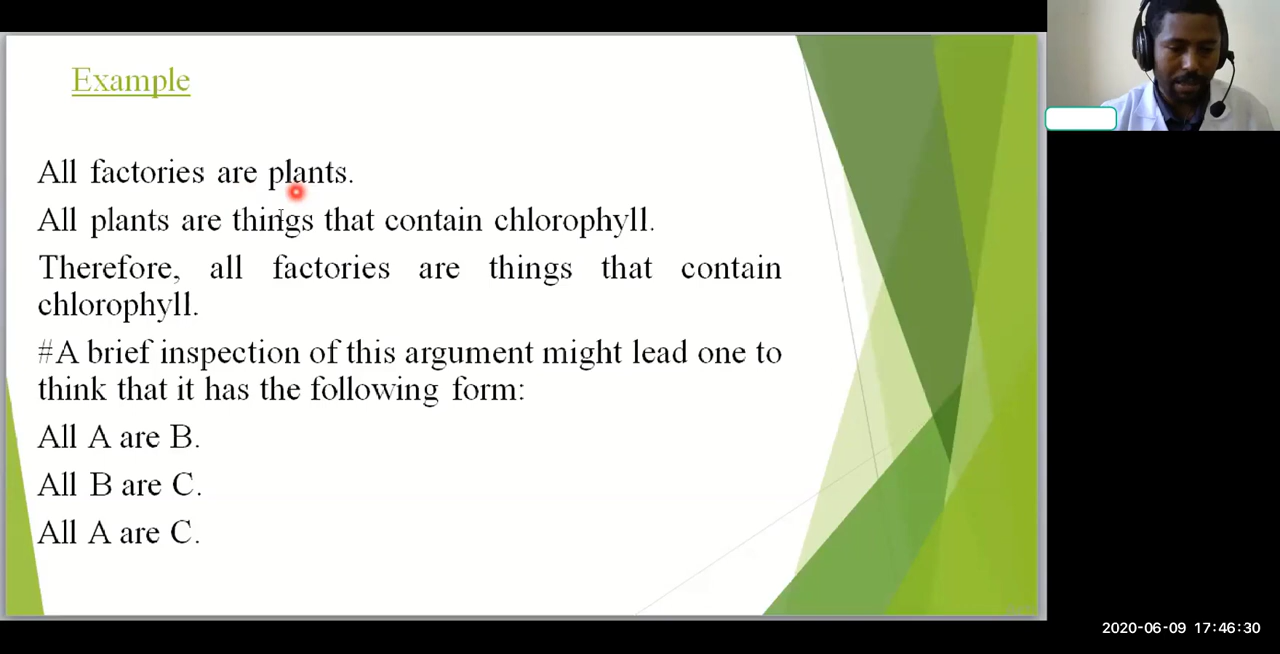 Example
All factories are plants.
All plants are things that contain chlorophyll.
Therefore, all factories are things that contain
chlorophyll.
#A brief inspection of this argument might lead one to
think that it has the following form:
All A are B.
All B are C.
All A are C.
2020-06-09 17:46:30